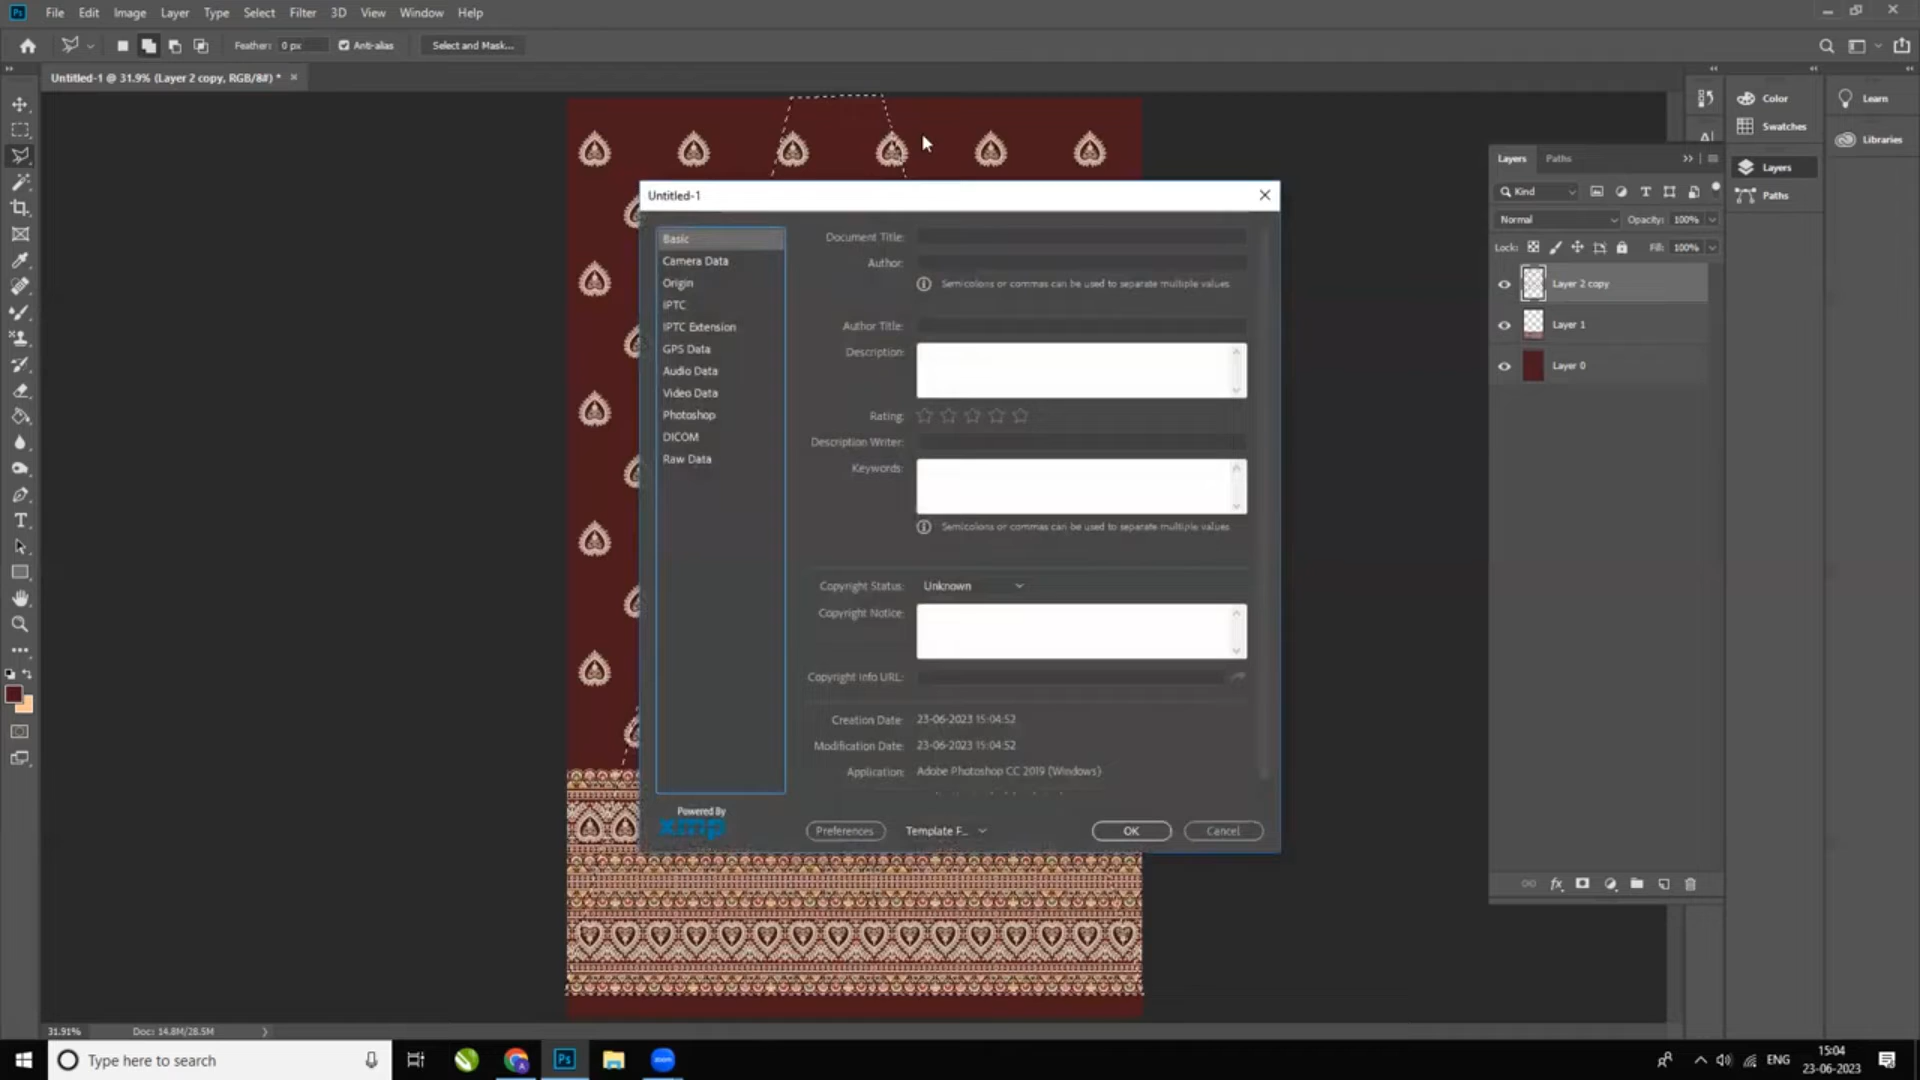 Ps File Edit Image Layer Type Select Filter 3D View Window Help
Feather: 0 px Anti-alias Select and Mask...
Untitled-1 @ 31.9% (Layer 2 copy, RGB/8#) * ×
Color
Swatches
Layers
Paths
Learn
Libraries
Layers Paths
Kind
Normal Opacity: 100%
Lock: Fill: 100%
Layer 2 copy
Layer 1
Layer 0
Untitled-1
Basic
Camera Data
Origin
IPTC
IPTC Extension
GPS Data
Audio Data
Video Data
Photoshop
DICOM
Raw Data
Document Title:
Author:
Semicolons or commas can be used to separate multiple values
Author Title:
Description:
Rating:
Description Writer:
Keywords:
Semicolons or commas can be used to separate multiple values
Copyright Status: Unknown
Copyright Notice:
Copyright Info URL:
Creation Date: 23-06-2023 15:04:52
Modification Date: 23-06-2023 15:04:52
Application: Adobe Photoshop CC 2019 (Windows)
Powered By
xmp
Preferences Template F... OK Cancel
31.91% Doc: 14.8M/28.5M
Type here to search
Ps
zoom
ENG
15:04
23-06-2023